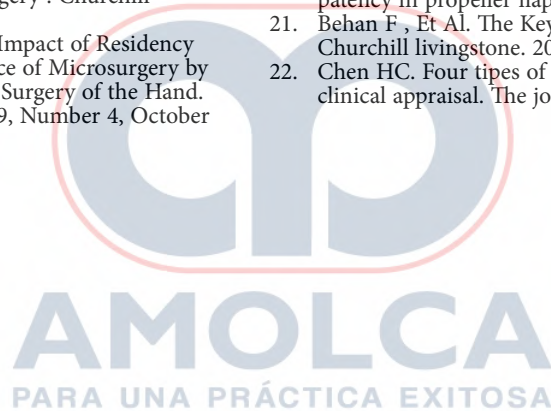 gery . Churchill
Impact of Residency
ce of Microsurgery by
Surgery of the Hand.
9, Number 4, October
patency in propeller flap
21. Behan F , Et Al. The Key
Churchill livingstone. 20
22. Chen HC. Four tipes of
clinical appraisal. The jo
AMOLCA
PARA UNA PRÁCTICA EXITOSA